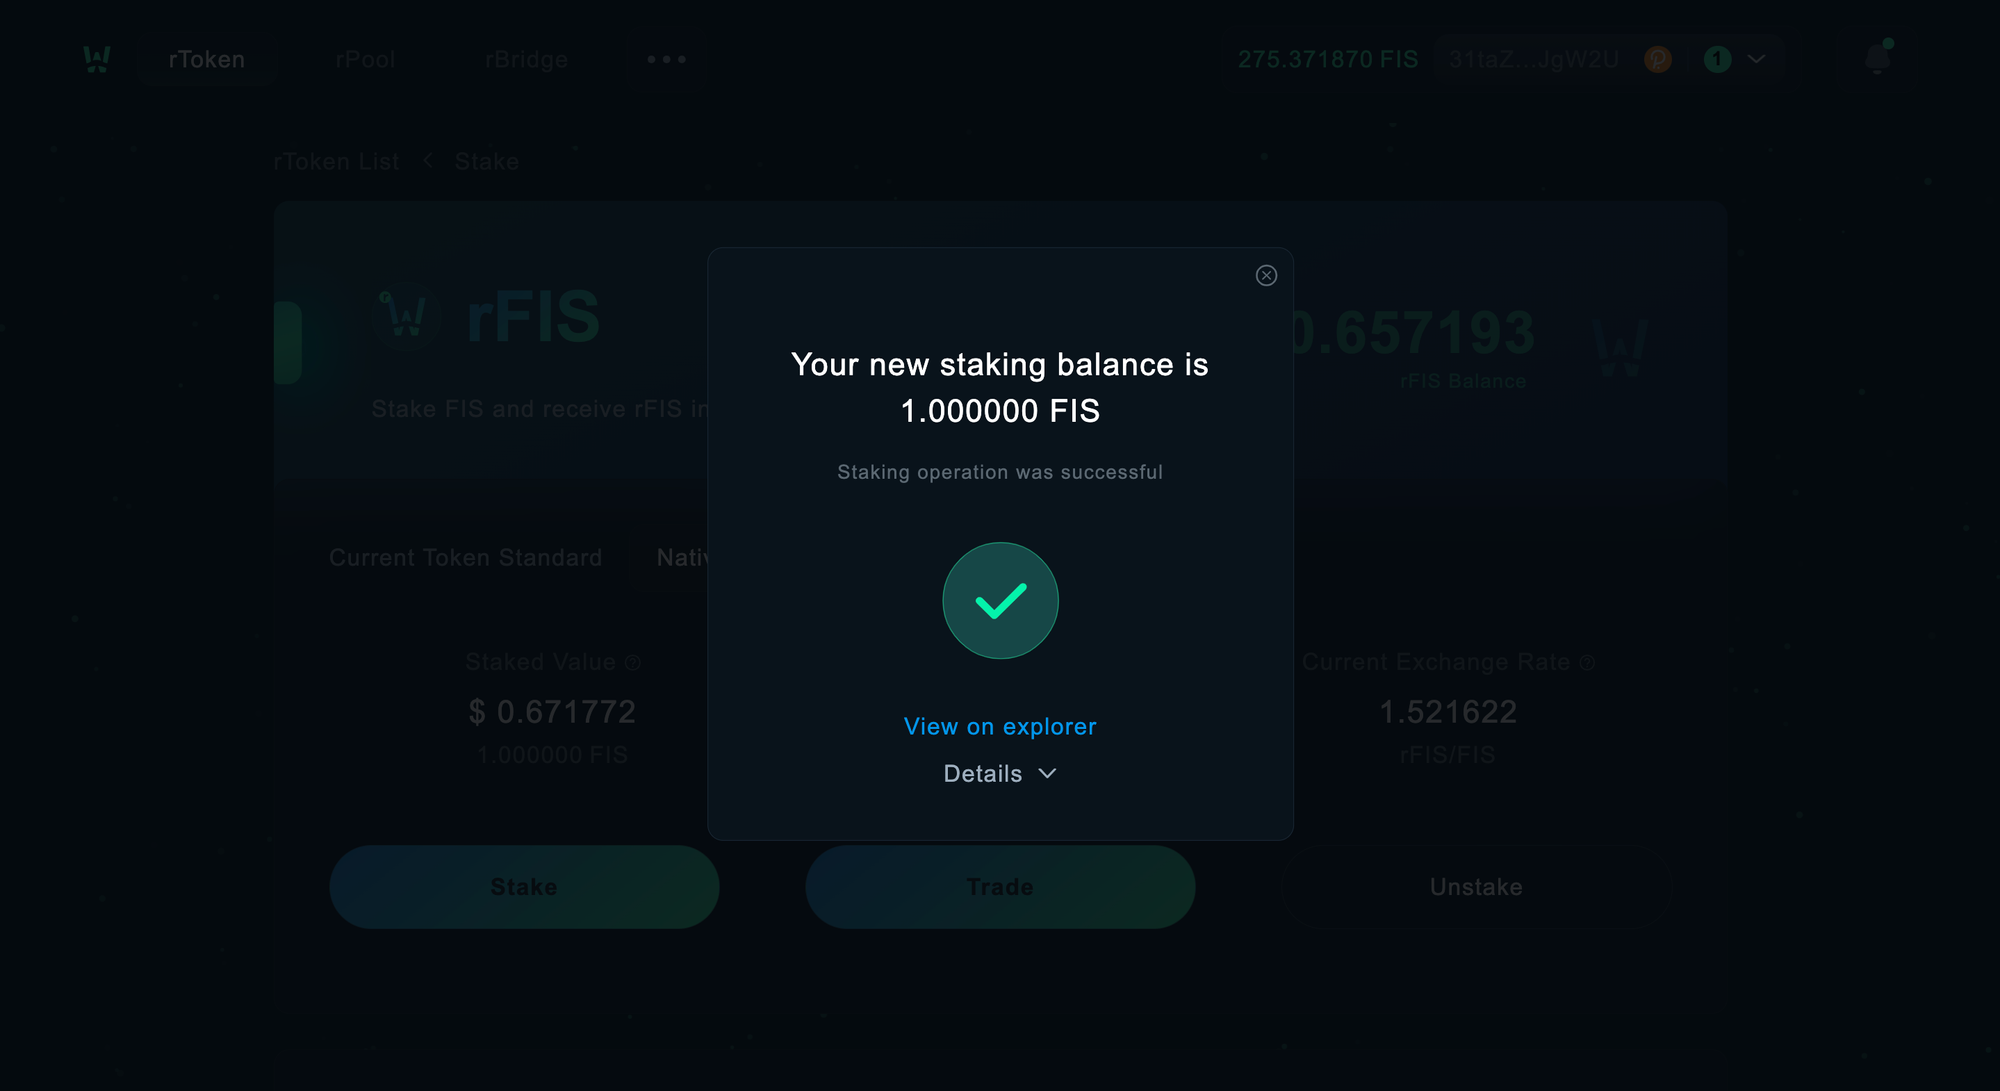 rToken rPool rBridge 275.371870 FIS 31taZ...JgW2U 1
rToken List Stake
rFIS
Stake FIS and receive rFIS in
0.657193
rFIS Balance
Your new staking balance is
1.000000 FIS
Staking operation was successful
Current Token Standard Nativ
Staked Value
$ 0.671772
1.000000 FIS
Current Exchange Rate
1.521622
rFIS/FIS
View on explorer
Details
Stake Trade Unstake